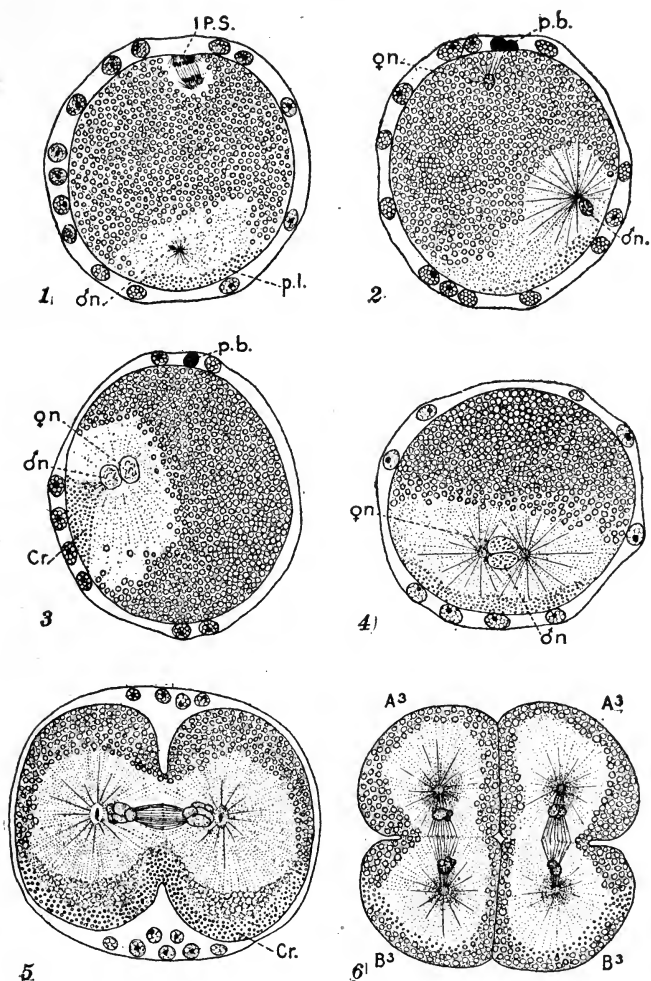 1 P.S.
♂n.
p.l.
1
p.b.
♀n.
♂n.
2
p.b.
♀n
♂n
Cr.
3
♀n
♂n
4
Cr.
5
A3
A3
B3
B3
6